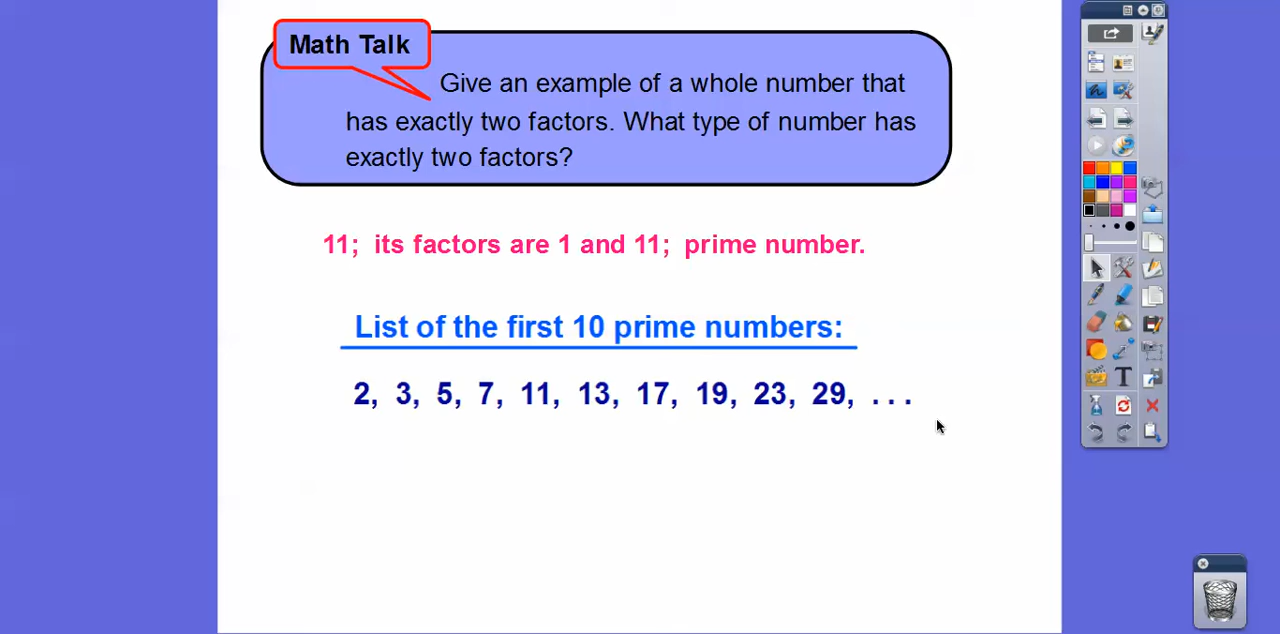 Math Talk
Give an example of a whole number that
has exactly two factors. What type of number has
exactly two factors?
11; its factors are 1 and 11; prime number.
List of the first 10 prime numbers:
2, 3, 5, 7, 11, 13, 17, 19, 23, 29, . . .